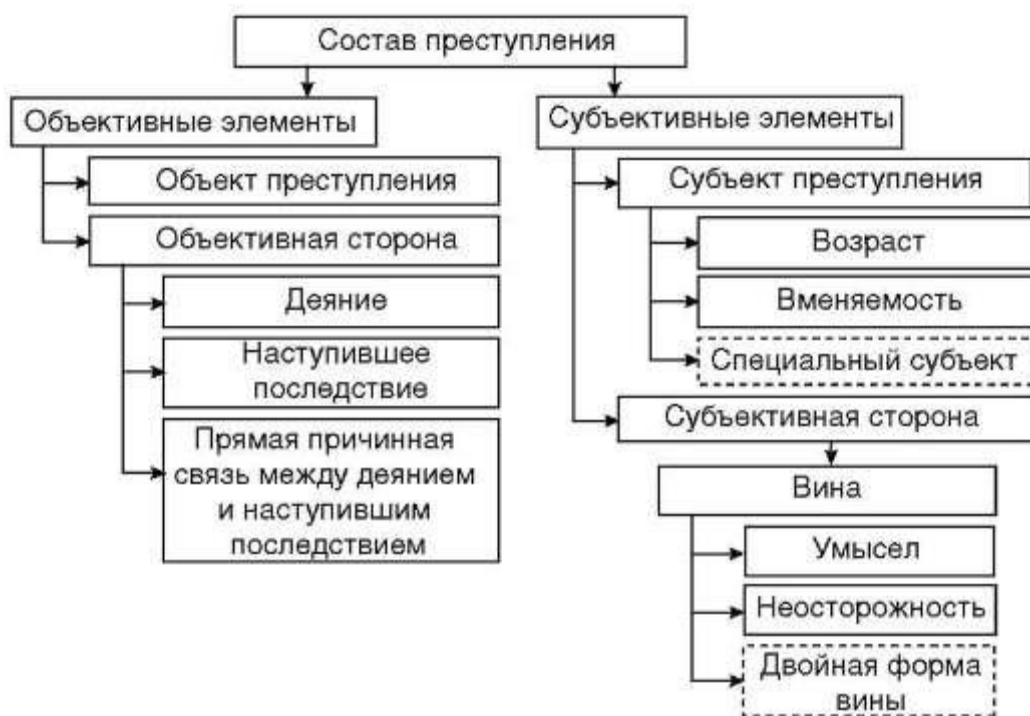 Состав преступления
Объективные элементы
Объект преступления
Объективная сторона
Деяние
Наступившее
последствие
Прямая причинная
связь между деянием
и наступившим
последствием
Субъективные элементы
Субъект преступления
Возраст
Вменяемость
Специальный субъект
Субъективная сторона
Вина
Умысел
Неосторожность
Двойная форма
вины